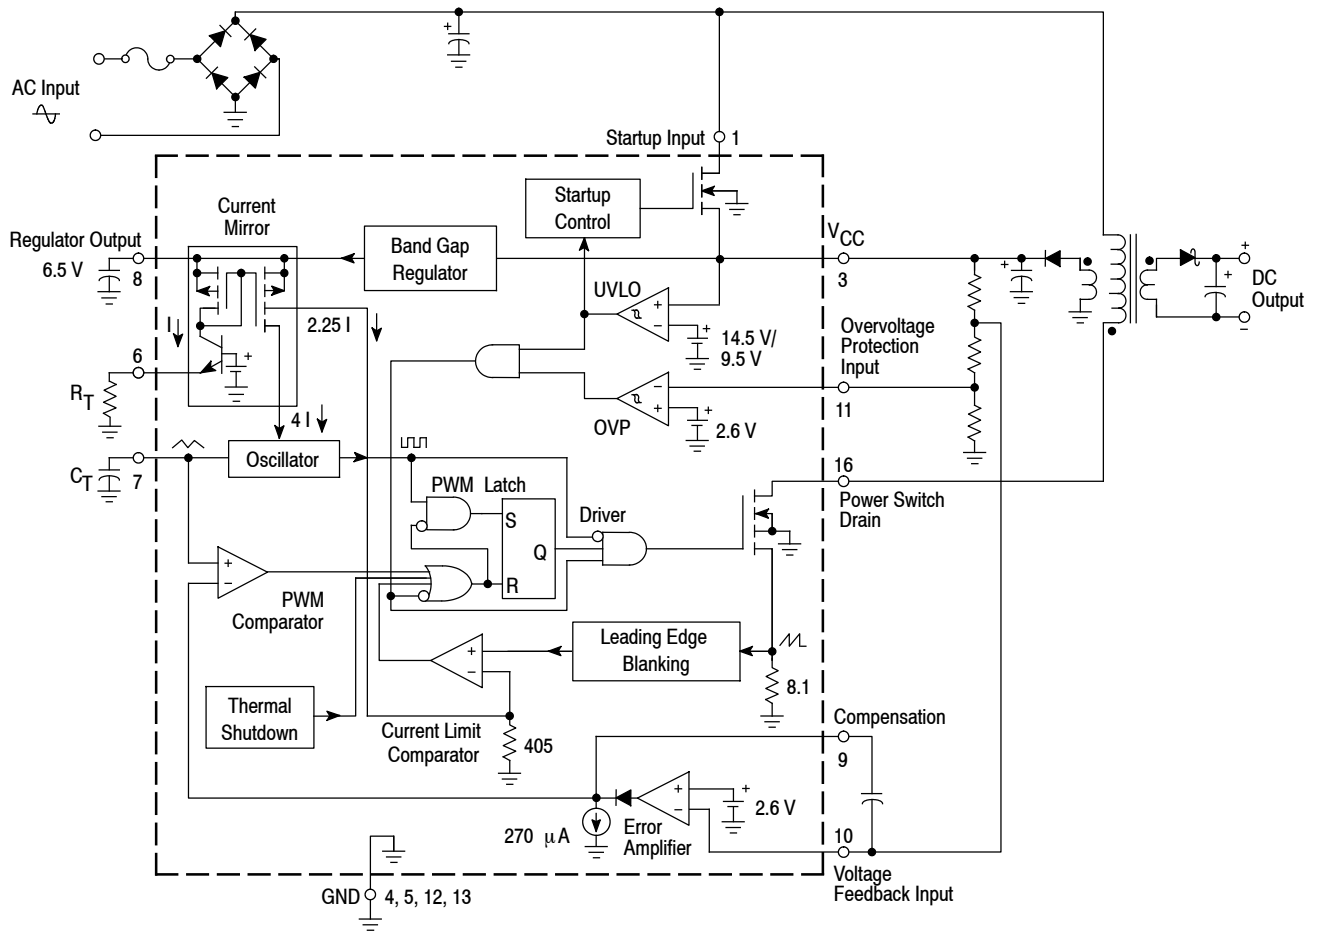 AC Input
Startup Input
1
Current
Mirror
Startup
Control
Regulator Output
6.5 V
8
Band Gap
Regulator
VCC
3
+
DC
Output
–
UVLO
+
–
14.5 V/
9.5 V
I
2.25 I
Overvoltage
Protection
Input
11
6
RT
4 I
OVP
–
+
2.6 V
CT
7
Oscillator
16
Power Switch
Drain
PWM Latch
S
Q
R
Driver
+
–
PWM
Comparator
Leading Edge
Blanking
+
–
8.1
Thermal
Shutdown
Current Limit
Comparator
405
Compensation
9
270 μA
Error
Amplifier
+
–
2.6 V
10
Voltage
Feedback Input
GND
4, 5, 12, 13